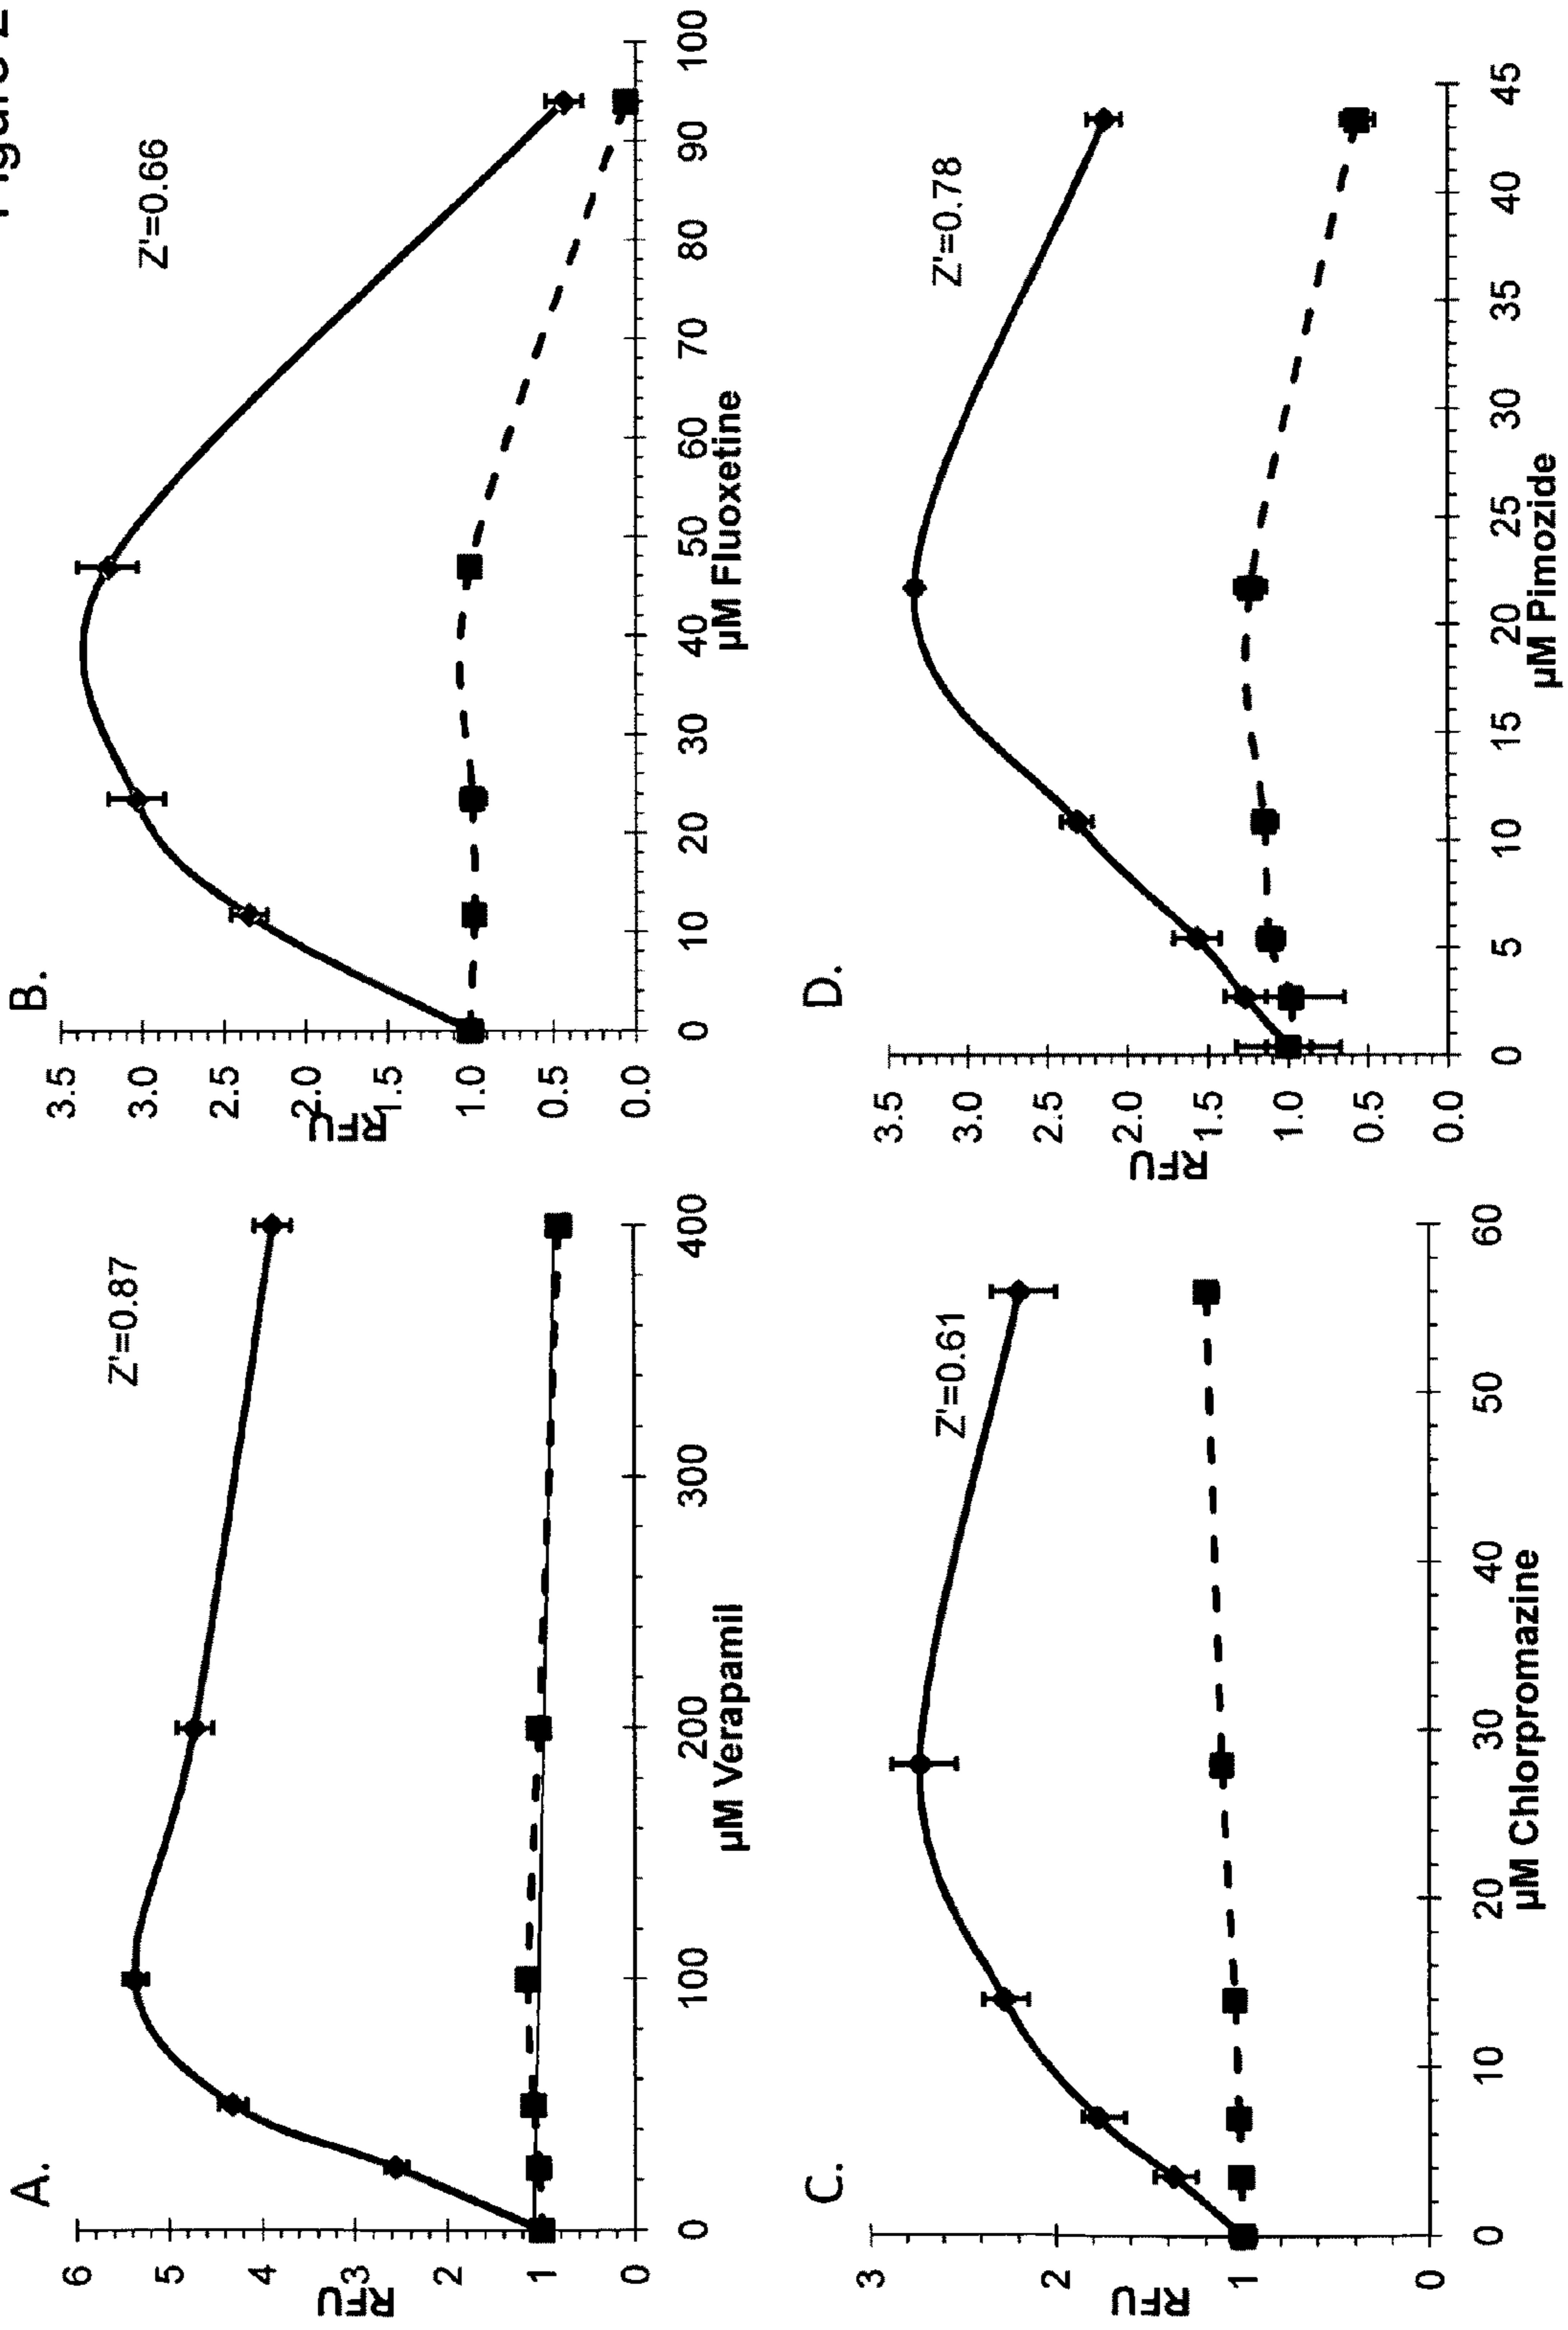 Figure 2
A.
Z'=0.87
RFU
6
5
4
3
2
1
0
0 100 200 300 400
µM Verapamil
B.
Z'=0.66
RFU
3.5
3.0
2.5
2.0
1.5
1.0
0.5
0.0
0 10 20 30 40 50 60 70 80 90 100
µM Fluoxetine
C.
Z'=0.61
RFU
3
2
1
0
0 10 20 30 40 50 60
µM Chlorpromazine
D.
Z'=0.78
RFU
3.5
3.0
2.5
2.0
1.5
1.0
0.5
0.0
0 5 10 15 20 25 30 35 40 45
µM Pimozide